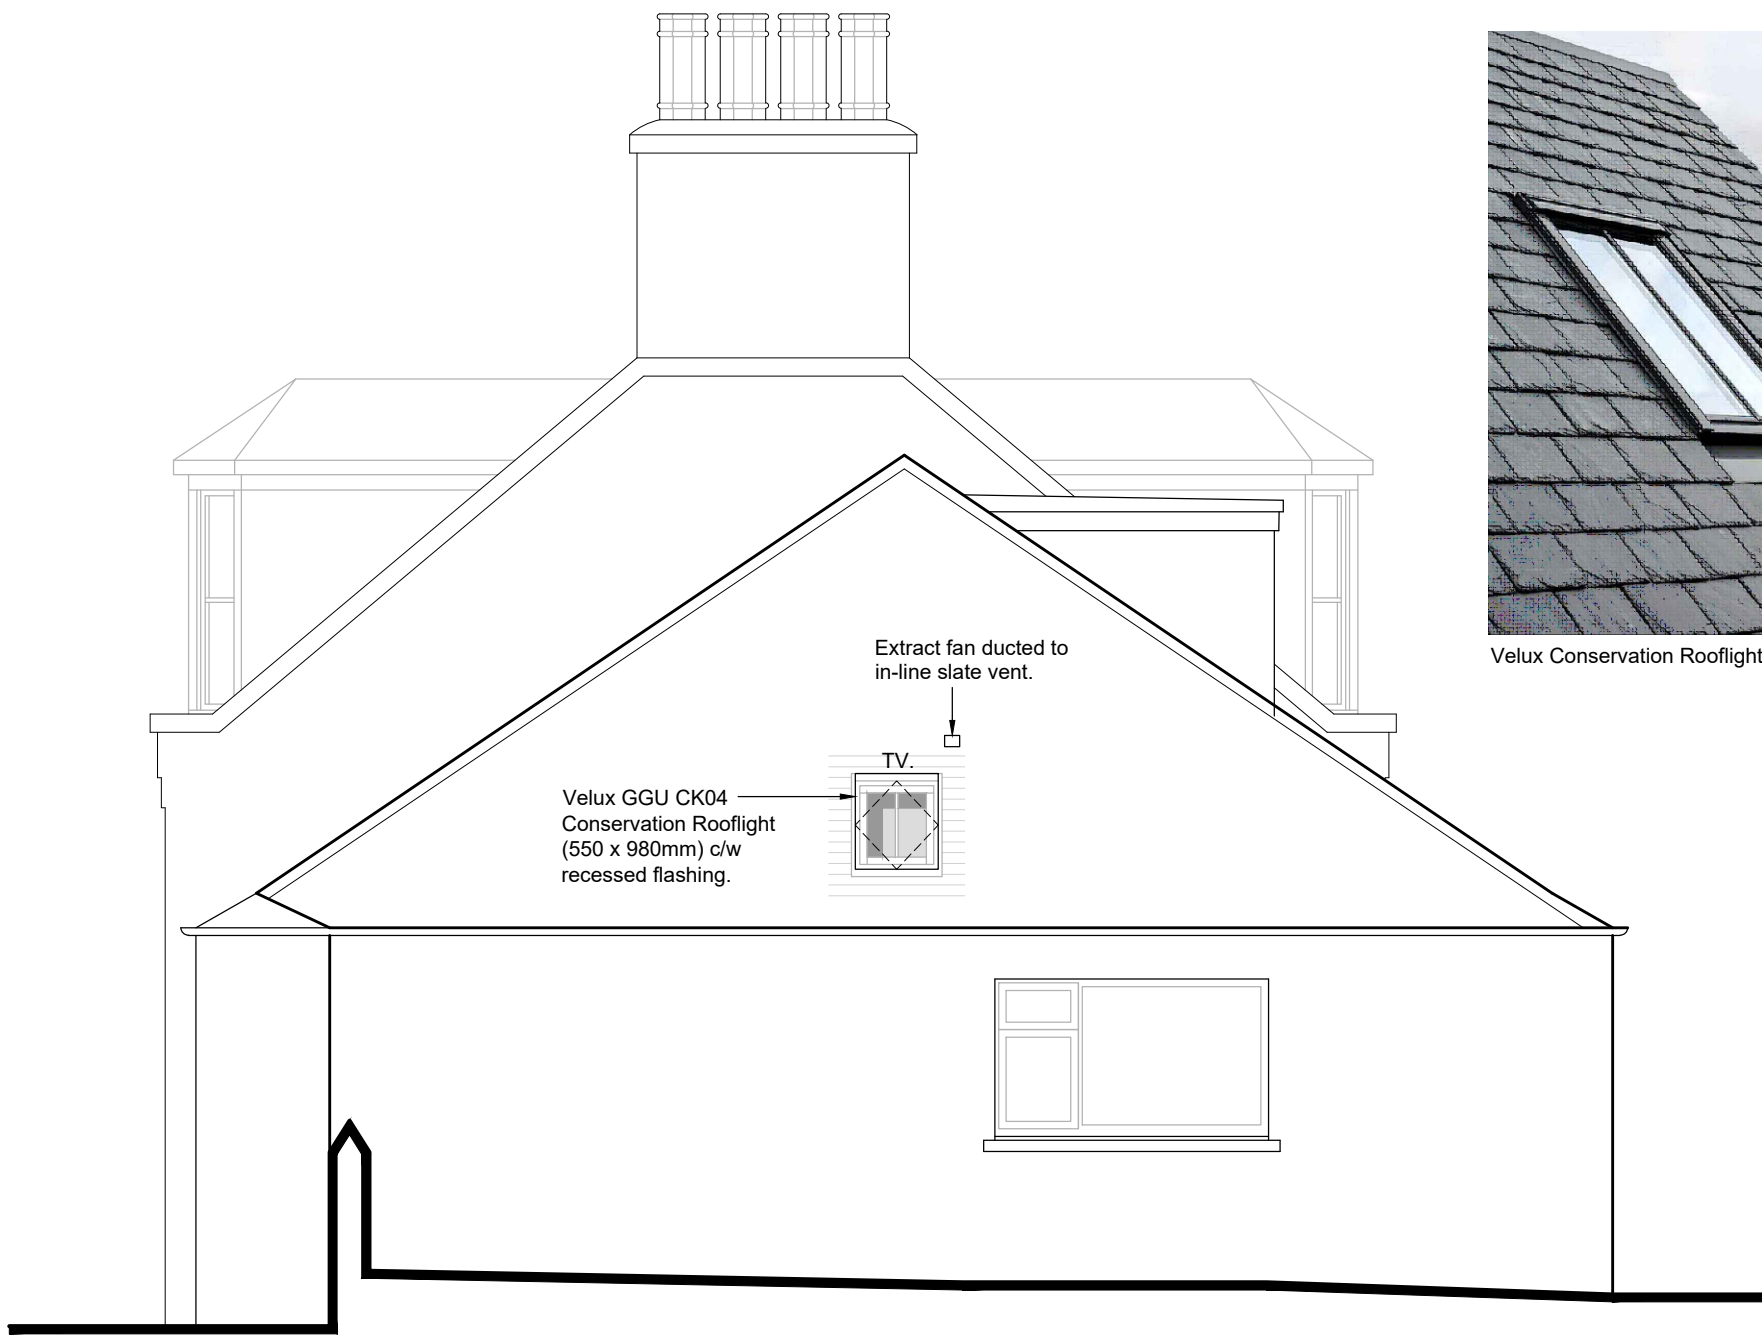 Velux Conservation Rooflight
Extract fan ducted to
in-line slate vent.
TV.
Velux GGU CK04
Conservation Rooflight
(550 x 980mm) c/w
recessed flashing.